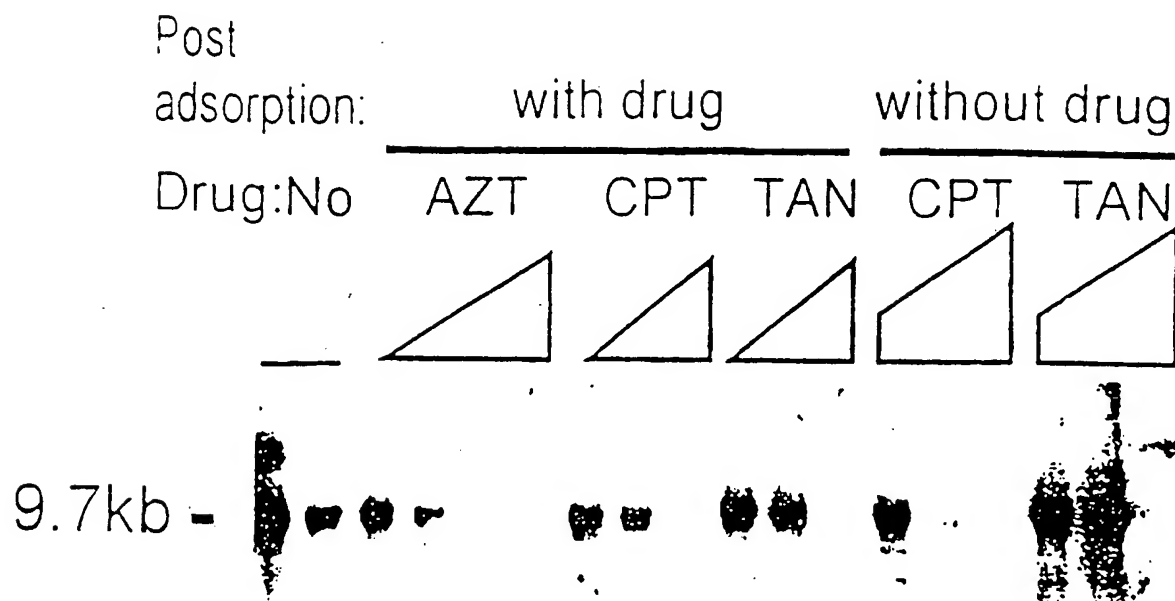 Post
adsorption: with drug without drug
Drug:No AZT CPT TAN CPT TAN
9.7kb -